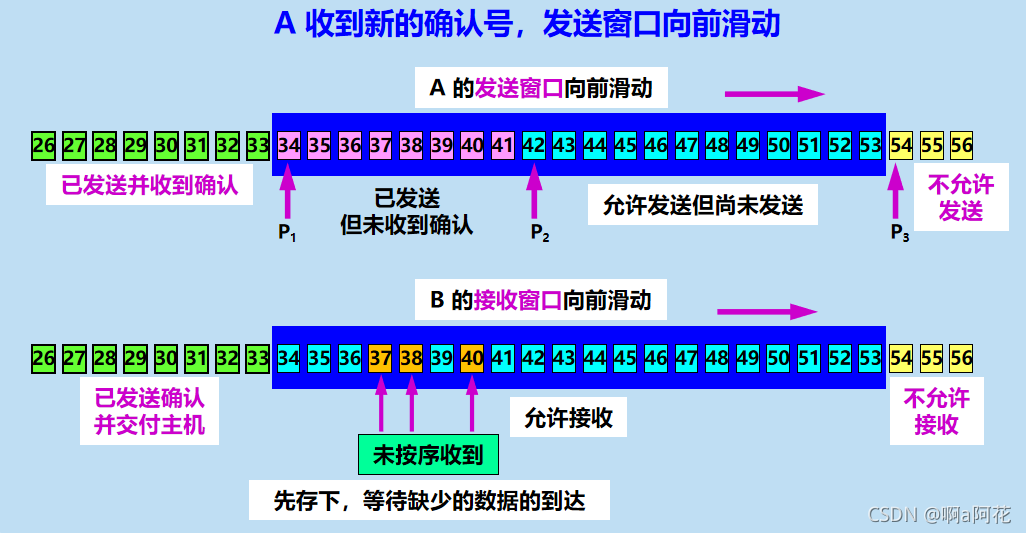 A 收到新的确认号，发送窗口向前滑动
A 的发送窗口向前滑动
26 27 28 29 30 31 32 33 34 35 36 37 38 39 40 41 42 43 44 45 46 47 48 49 50 51 52 53 54 55 56
已发送并收到确认
已发送
但未收到确认
允许发送但尚未发送
不允许
发送
P1
P2
P3
B 的接收窗口向前滑动
26 27 28 29 30 31 32 33 34 35 36 37 38 39 40 41 42 43 44 45 46 47 48 49 50 51 52 53 54 55 56
已发送确认
并交付主机
允许接收
不允许
接收
未按序收到
先存下，等待缺少的数据的到达
CSDN @啊a阿花